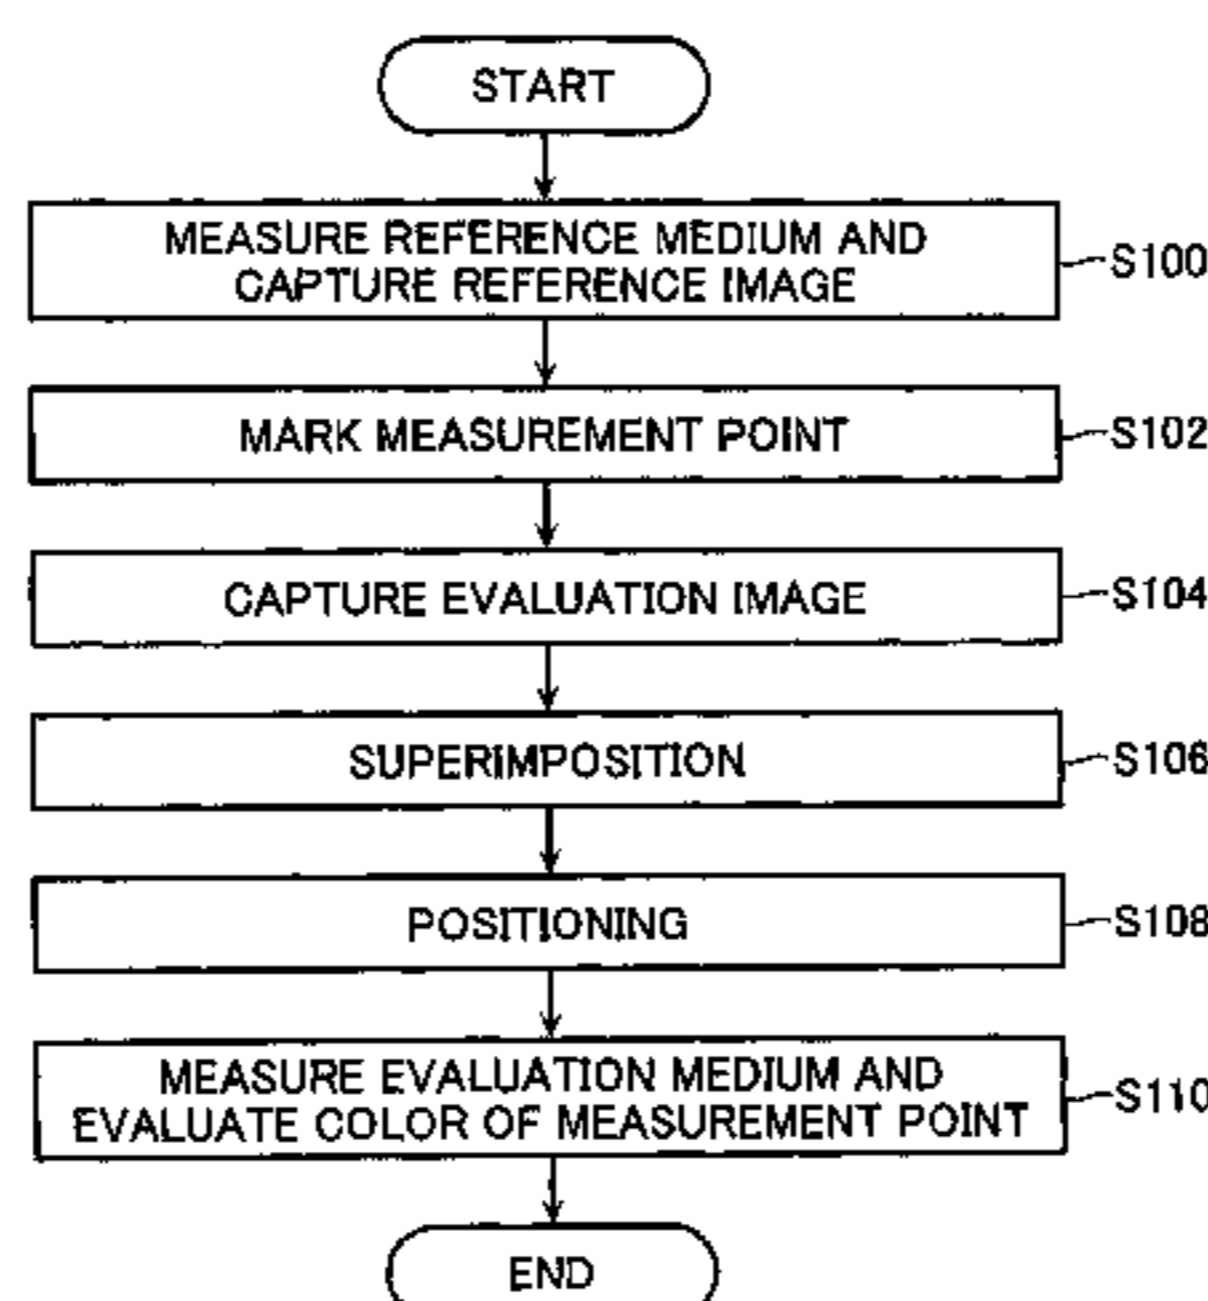 START
MEASURE REFERENCE MEDIUM AND
CAPTURE REFERENCE IMAGE
S100
MARK MEASUREMENT POINT
S102
CAPTURE EVALUATION IMAGE
S104
SUPERIMPOSITION
S106
POSITIONING
S108
MEASURE EVALUATION MEDIUM AND
EVALUATE COLOR OF MEASUREMENT POINT
S110
END